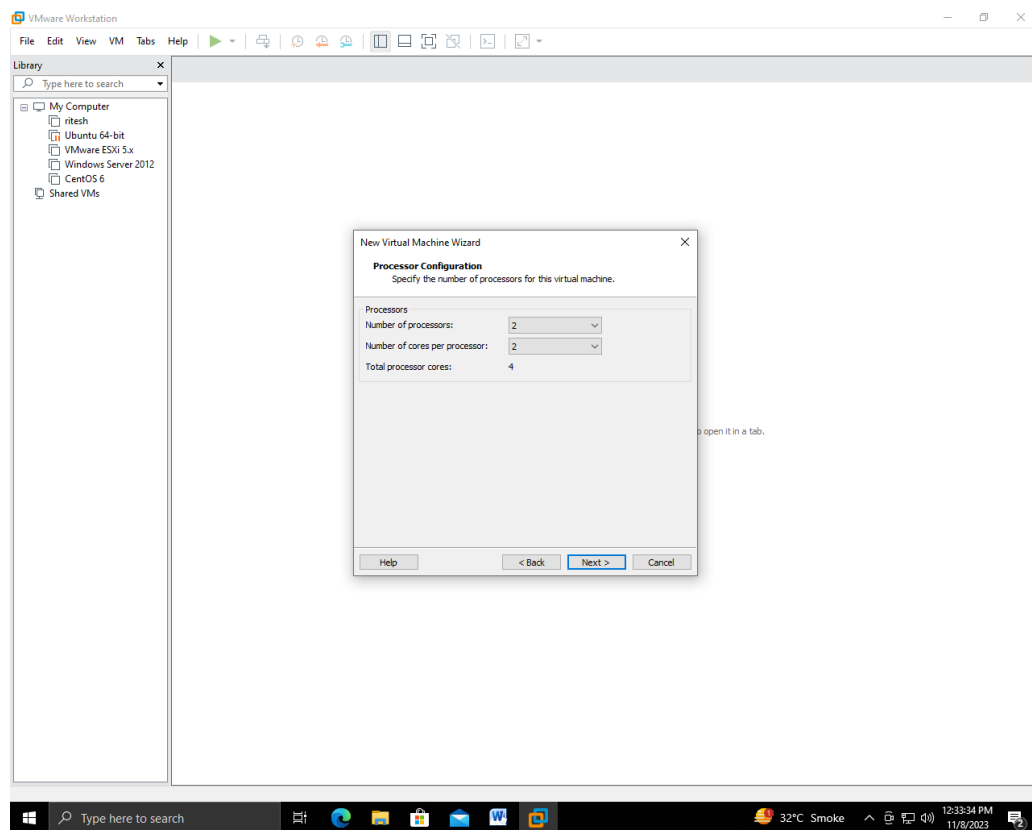 VMware Workstation
File Edit View VM Tabs Help
Library
Type here to search
My Computer
ritesh
Ubuntu 64-bit
VMware ESXi 5.x
Windows Server 2012
CentOS 6
Shared VMs
New Virtual Machine Wizard
Processor Configuration
Specify the number of processors for this virtual machine.
Processors
Number of processors: 2
Number of cores per processor: 2
Total processor cores: 4
open it in a tab.
Help < Back Next > Cancel
Type here to search 32°C Smoke 12:33:34 PM
11/8/2023 2